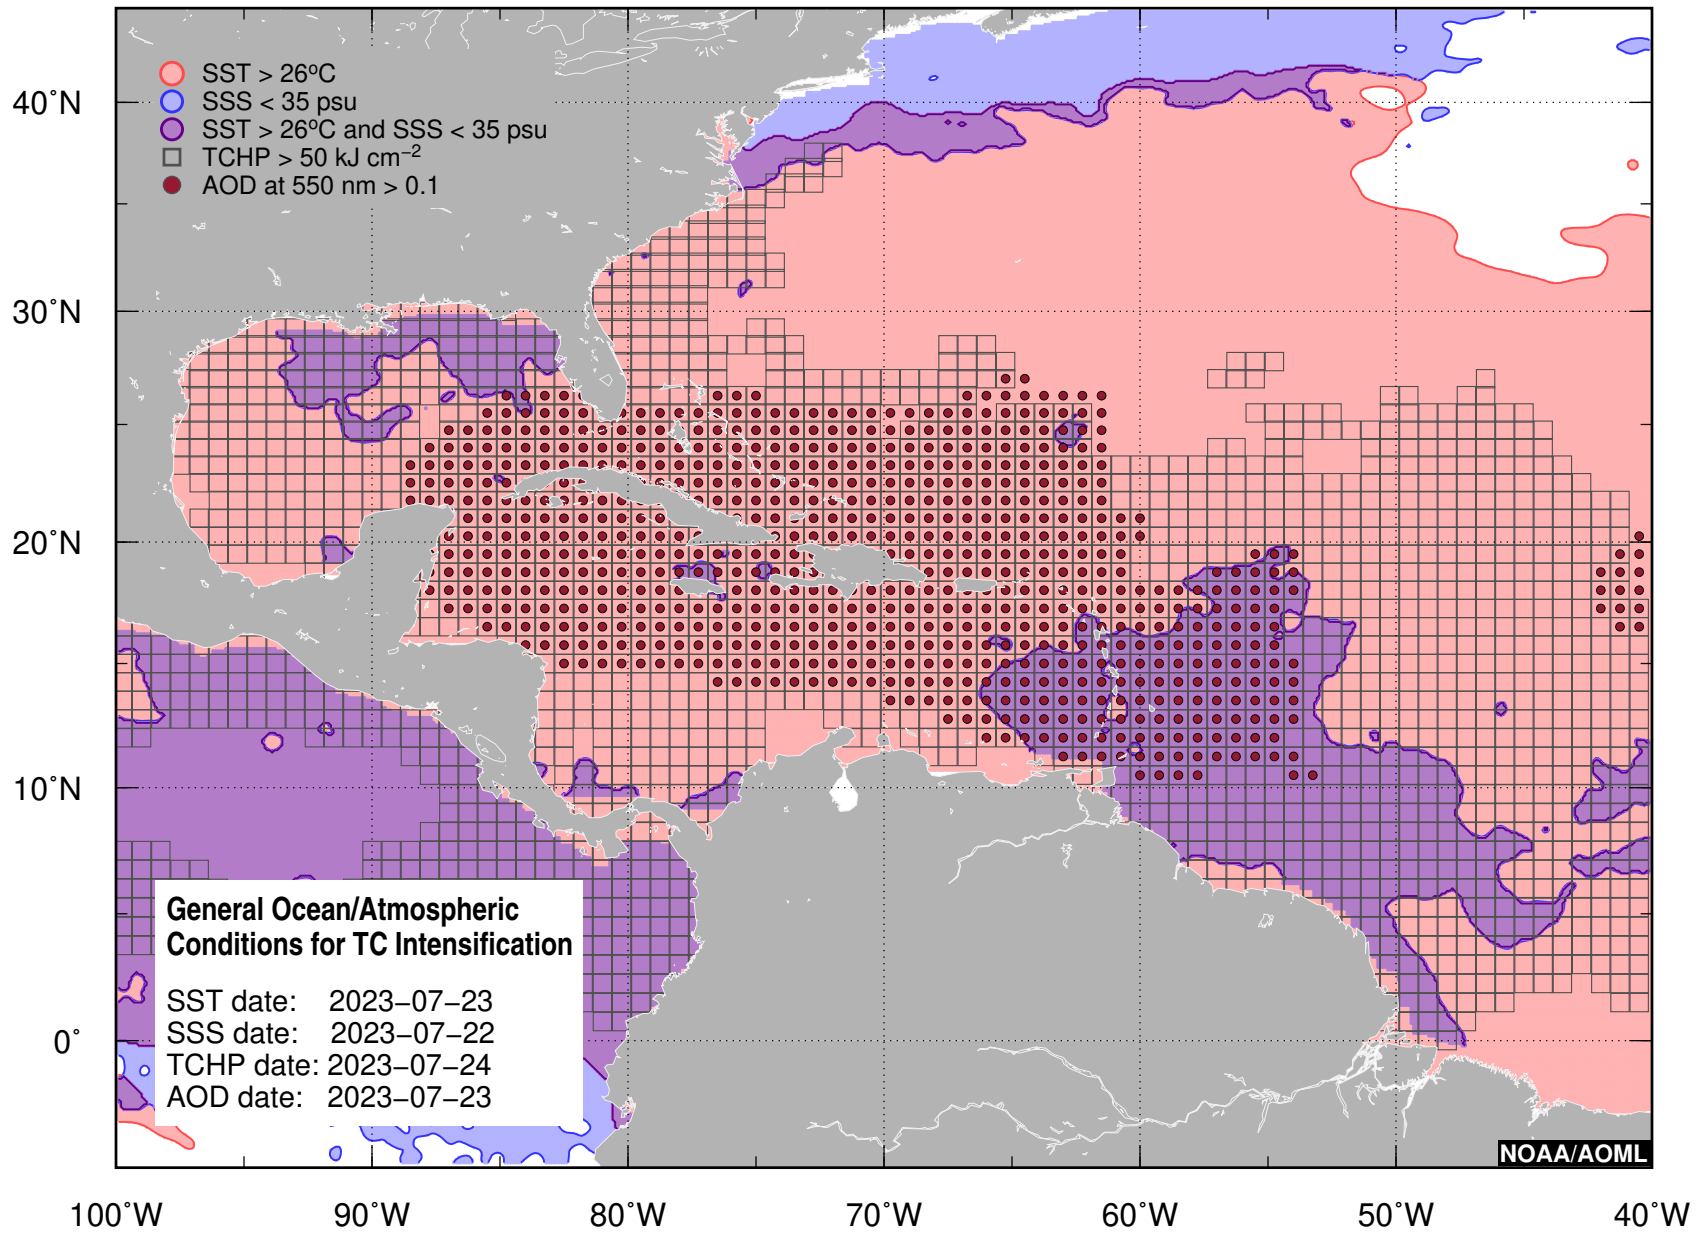 SST > 26ºC
SSS < 35 psu
SST > 26ºC and SSS < 35 psu
TCHP > 50 kJ cm⁻²
AOD at 550 nm > 0.1
40˚N
30˚N
20˚N
10˚N
0˚
General Ocean/Atmospheric
Conditions for TC Intensification
SST date: 2023−07−23
SSS date: 2023−07−22
TCHP date: 2023−07−24
AOD date: 2023−07−23
NOAA/AOML
100˚W 90˚W 80˚W 70˚W 60˚W 50˚W 40˚W